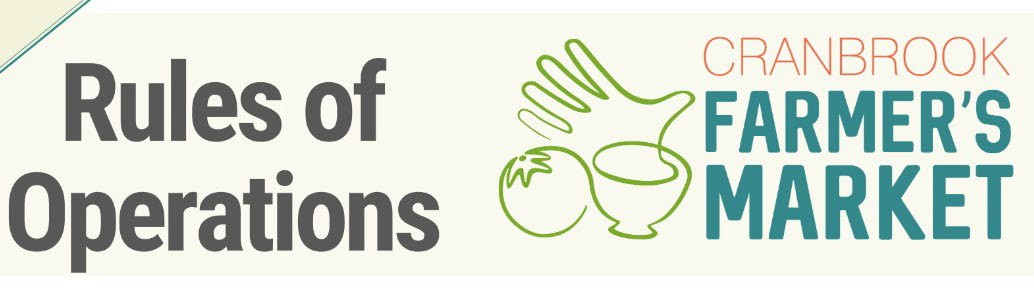 Rules of
Operations
CRANBROOK
FARMER'S
MARKET